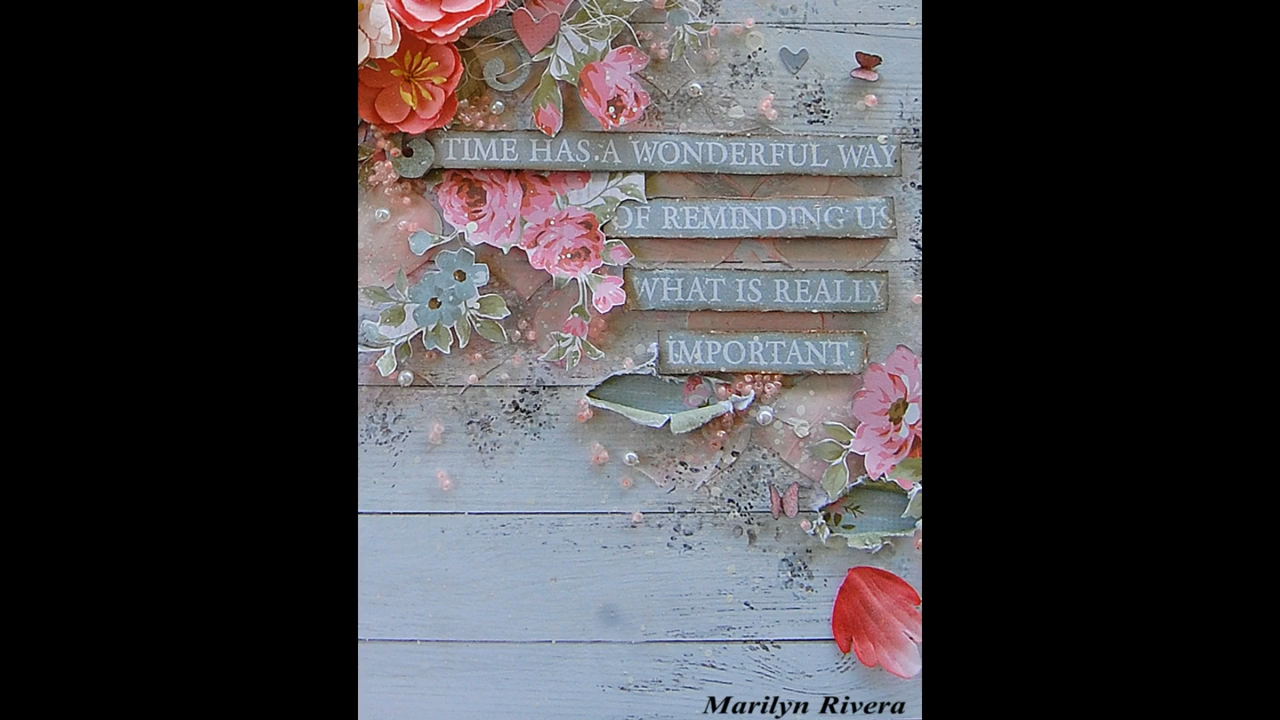 TIME HAS A WONDERFUL WAY
OF REMINDING US
WHAT IS REALLY
IMPORTANT.
Marilyn Rivera